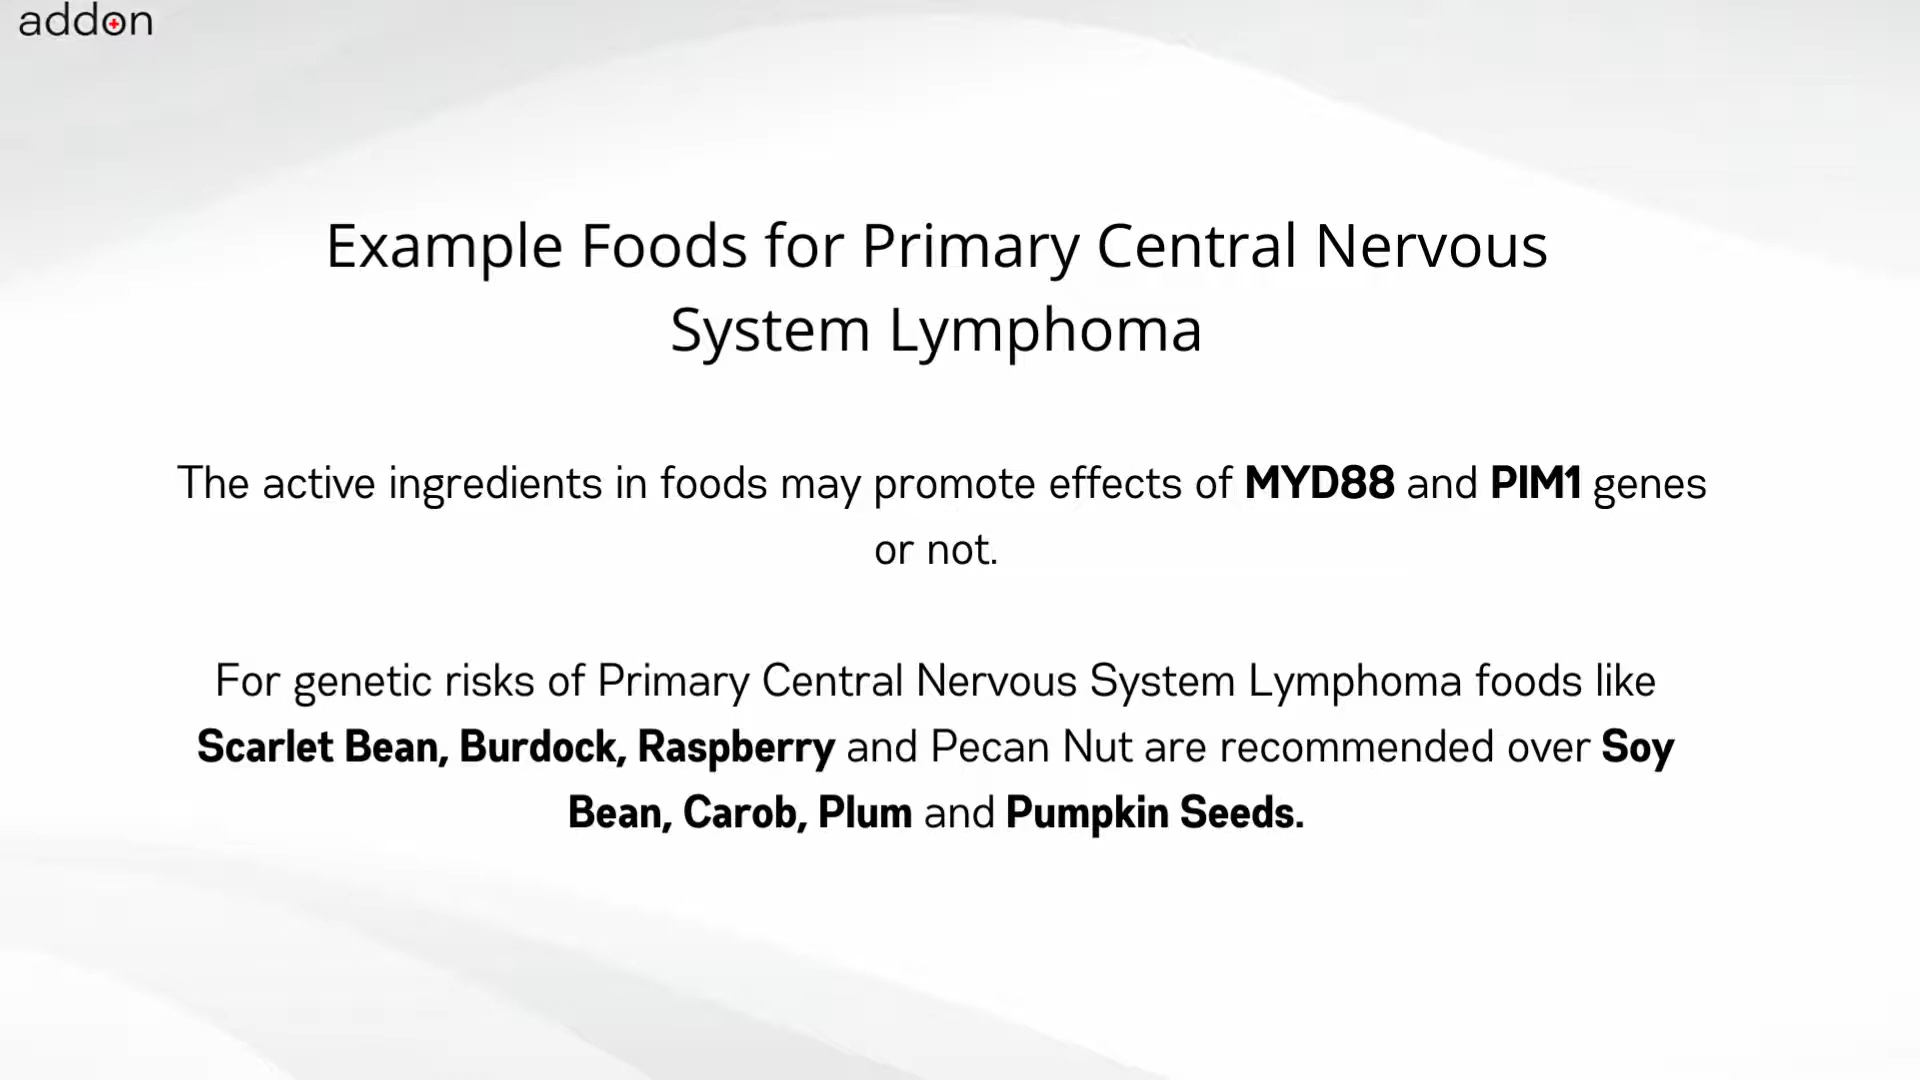 addon
Example Foods for Primary Central Nervous
System Lymphoma
The active ingredients in foods may promote effects of MYD88 and PIM1 genes
or not.
For genetic risks of Primary Central Nervous System Lymphoma foods like
Scarlet Bean, Burdock, Raspberry and Pecan Nut are recommended over Soy
Bean, Carob, Plum and Pumpkin Seeds.